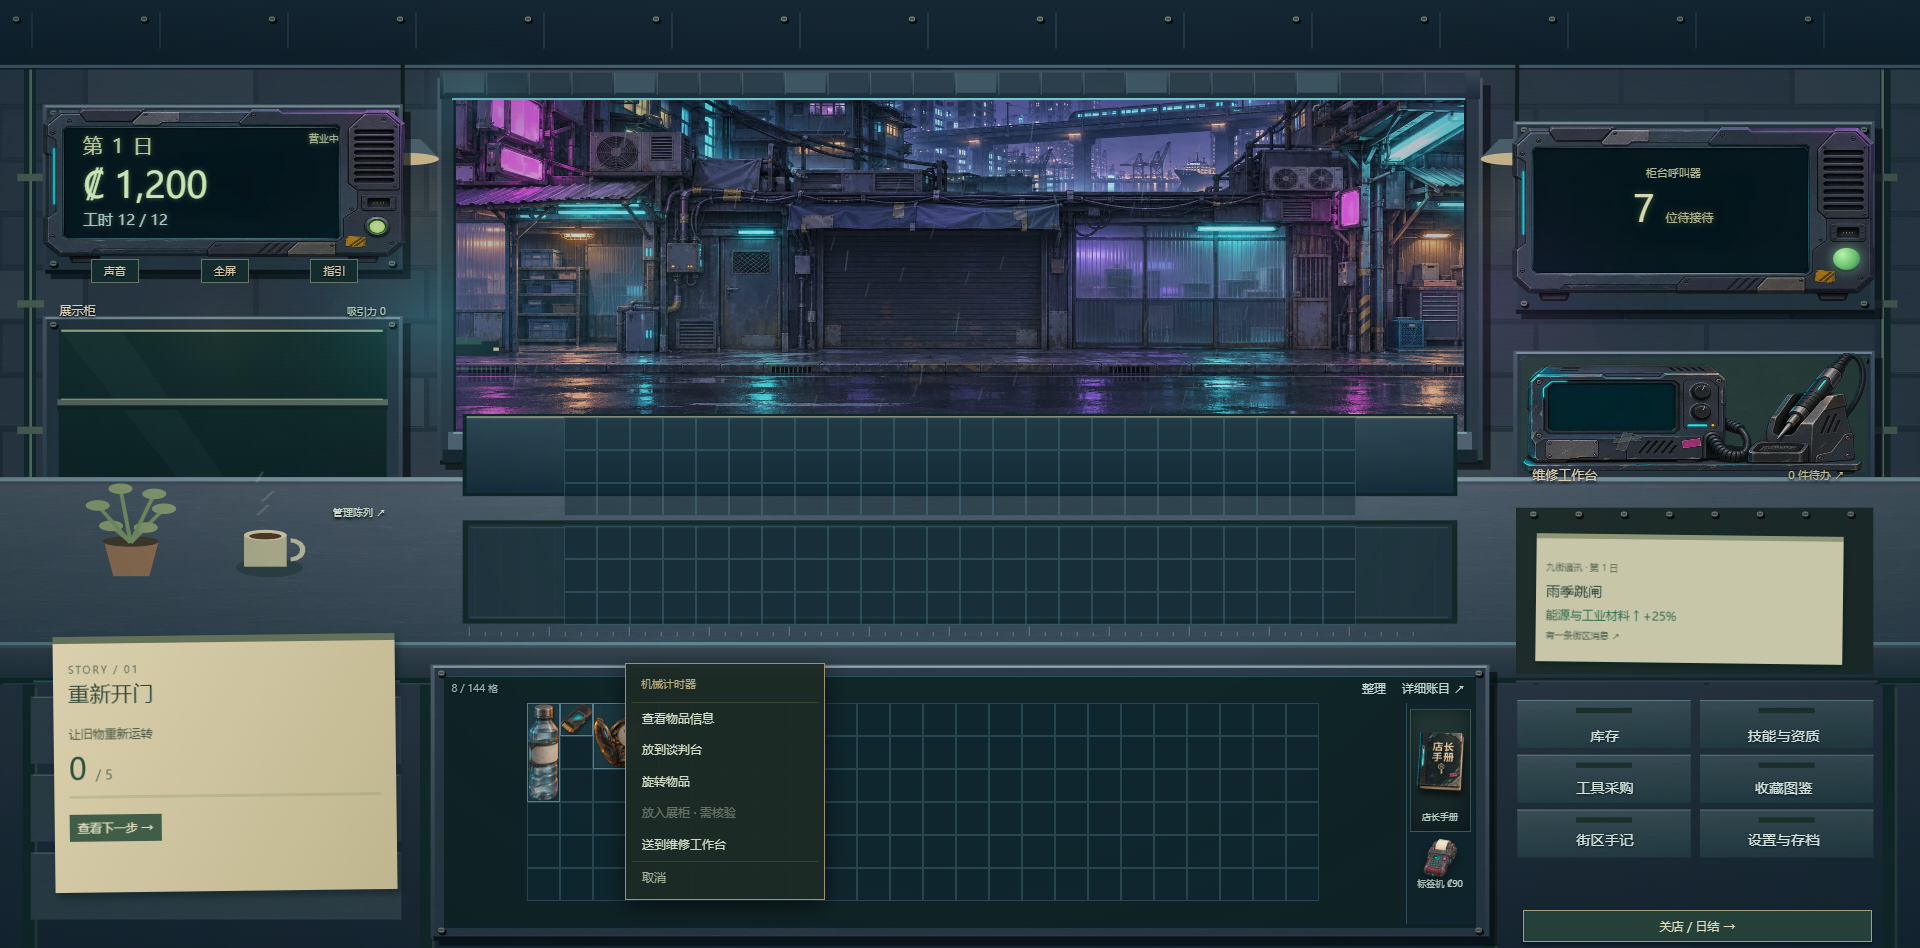 第 1 日
营业中
₡ 1,200
工时 12 / 12
声音
全屏
指引
展示柜
吸引力 0
管理陈列 ↗
STORY / 01
重新开门
让旧物重新运转
0 / 5
查看下一步 →
8 / 144 格
整理
详细账目 ↗
机械计时器
查看物品信息
放到谈判台
旋转物品
放入展柜 · 需核验
送到维修工作台
取消
店长
手册
店长手册
标签机 ₡90
柜台呼叫器
7 位待接待
维修工作台
0 件待办 ↗
九街通讯 · 第 1 日
雨季跳闸
能源与工业材料 ↑ +25%
有一条街区消息 ↗
库存
技能与资质
工具采购
收藏图鉴
街区手记
设置与存档
关店 / 日结 →